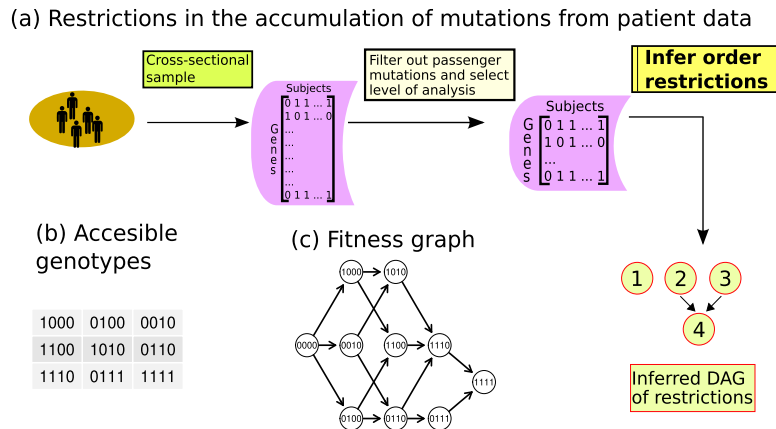 (a) Restrictions in the accumulation of mutations from patient data
Cross-sectional
sample
Filter out passenger
mutations and select
level of analysis
Infer order
restrictions
Subjects
Genes
0 1 1 ... 1
1 0 1 ... 0
...
...
...
...
...
0 1 1 ... 1
Subjects
Genes
0 1 1 ... 1
1 0 1 ... 0
...
0 1 1 ... 1
1 2 3
4
Inferred DAG
of restrictions
(b) Accesible
genotypes
1000 0100 0010
1100 1010 0110
1110 0111 1111
(c) Fitness graph
1000 1010
0000 0010 1100 1110
1111
0100 0110 0111